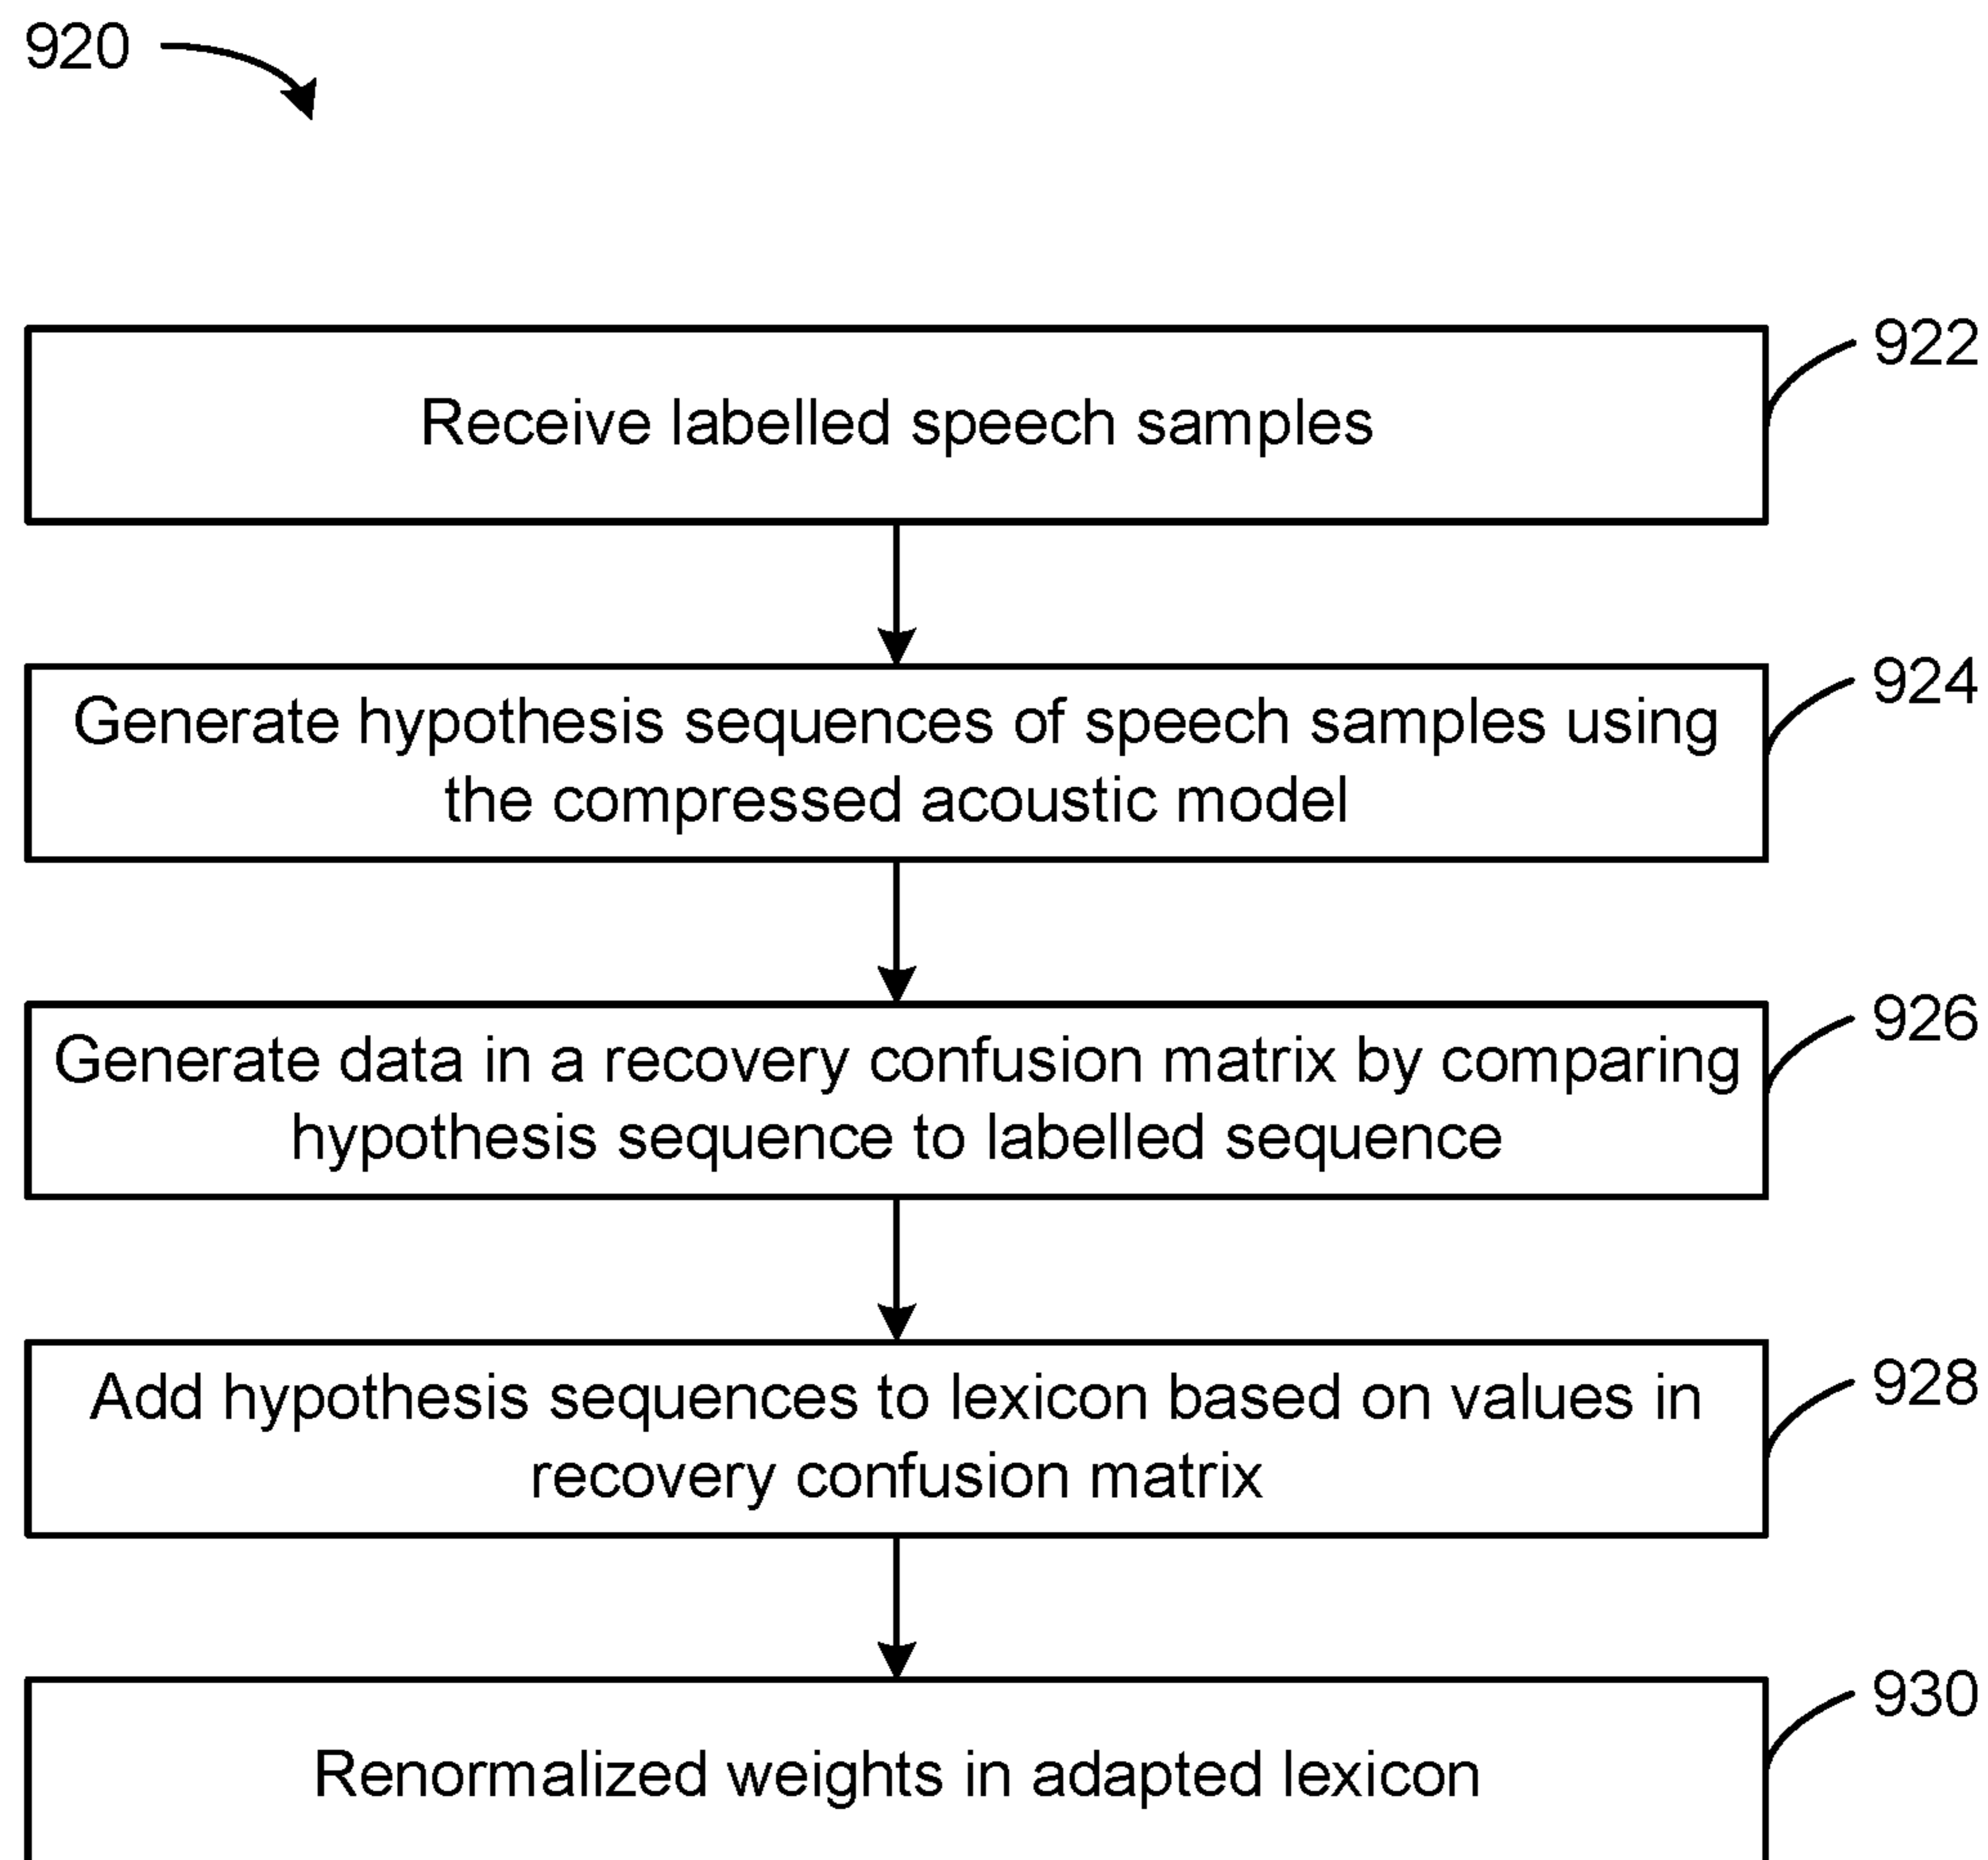 920
922
Receive labelled speech samples
924
Generate hypothesis sequences of speech samples using
the compressed acoustic model
926
Generate data in a recovery confusion matrix by comparing
hypothesis sequence to labelled sequence
928
Add hypothesis sequences to lexicon based on values in
recovery confusion matrix
930
Renormalized weights in adapted lexicon